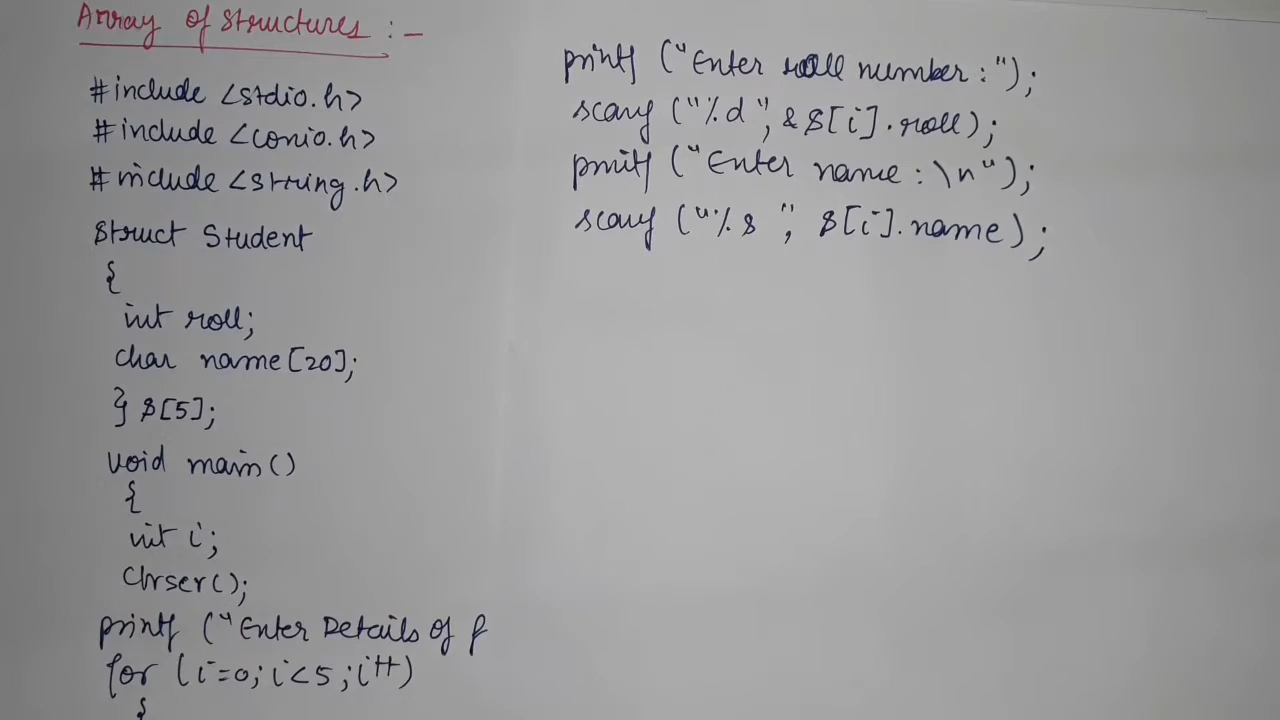 Array of structures :-
#include <stdio.h>
#include <conio.h>
#include <string.h>
struct Student
{
int roll;
char name [20];
} s[5];
void main ()
{
int i;
clrscr();
printf ("Enter Details of f
for (i=0; i<5; i++)
{
printf ("Enter roll number :");
scanf ("%d", &s[i].roll);
printf ("Enter name : \n");
scanf ("%s", s[i].name);